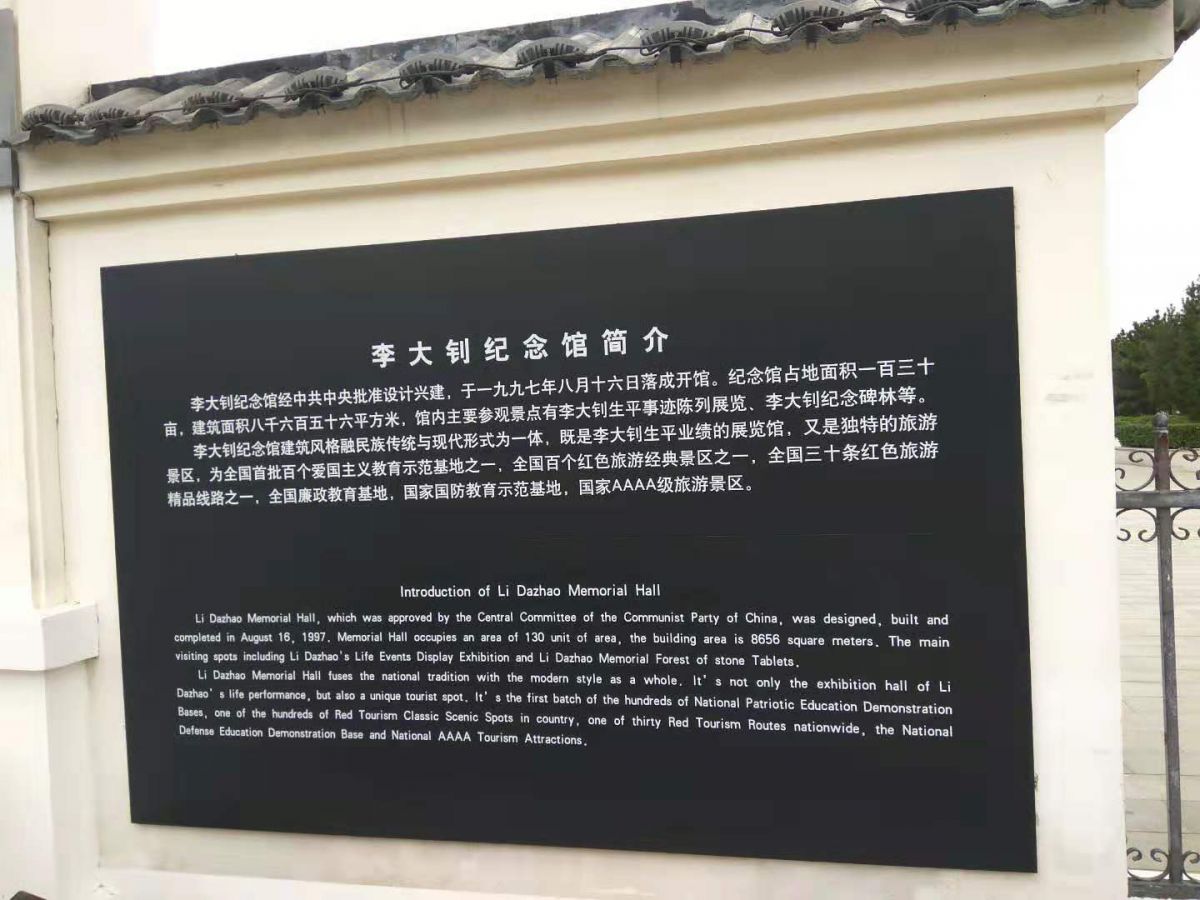 李大钊纪念馆简介
李大钊纪念馆经中共中央批准设计兴建，于一九九七年八月十六日落成开馆。纪念馆占地面积一百三十
亩，建筑面积八千六百五十六平方米，馆内主要参观景点有李大钊生平事迹陈列展览、李大钊纪念碑林等。
李大钊纪念馆建筑风格融民族传统与现代形式为一体，既是李大钊生平业绩的展览馆，又是独特的旅游
景区，为全国首批百个爱国主义教育示范基地之一，全国百个红色旅游经典景区之一，全国三十条红色旅游
精品线路之一，全国廉政教育基地，国家国防教育示范基地，国家AAAA级旅游景区。
Introduction of Li Dazhao Memorial Hall
Li Dazhao Memorial Hall, which was approved by the Central Committee of the Communist Party of China, was designed, built and
completed in August 16, 1997. Memorial Hall occupies an area of 130 unit of area, the building area is 8656 square meters. The main
visiting spots including Li Dazhao's Life Events Display Exhibition and Li Dazhao Memorial Forest of stone Tablets.
Li Dazhao Memorial Hall fuses the national tradition with the modern style as a whole. It's not only the exhibition hall of Li
Dazhao's life performance, but also a unique tourist spot. It's the first batch of the hundreds of National Patriotic Education Demonstration
Bases, one of the hundreds of Red Tourism Classic Scenic Spots in country, one of thirty Red Tourism Routes nationwide, the National
Defense Education Demonstration Base and National AAAA Tourism Attractions.